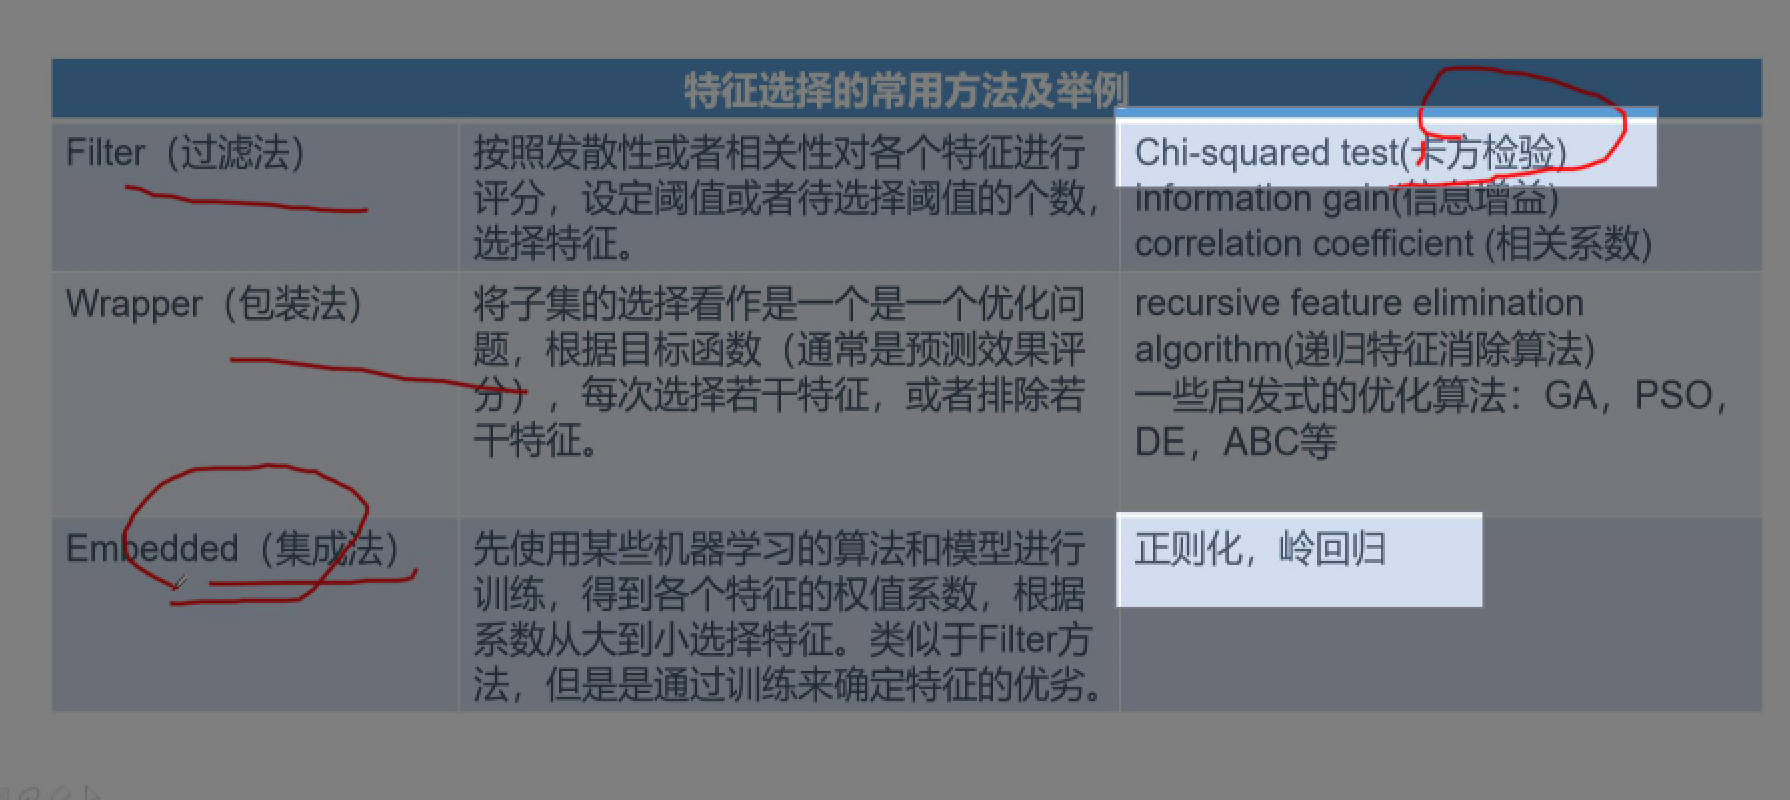 特征选择的常用方法及举例
Filter（过滤法）
按照发散性或者相关性对各个特征进行
评分，设定阈值或者待选择阈值的个数，
选择特征。
Chi-squared test(卡方检验)
information gain(信息增益)
correlation coefficient (相关系数)
Wrapper（包装法）
将子集的选择看作是一个是一个优化问
题，根据目标函数（通常是预测效果评
分），每次选择若干特征，或者排除若
干特征。
recursive feature elimination
algorithm(递归特征消除算法)
一些启发式的优化算法：GA，PSO，
DE，ABC等
Embedded（集成法）
先使用某些机器学习的算法和模型进行
训练，得到各个特征的权值系数，根据
系数从大到小选择特征。类似于Filter方
法，但是是通过训练来确定特征的优劣。
正则化，岭回归